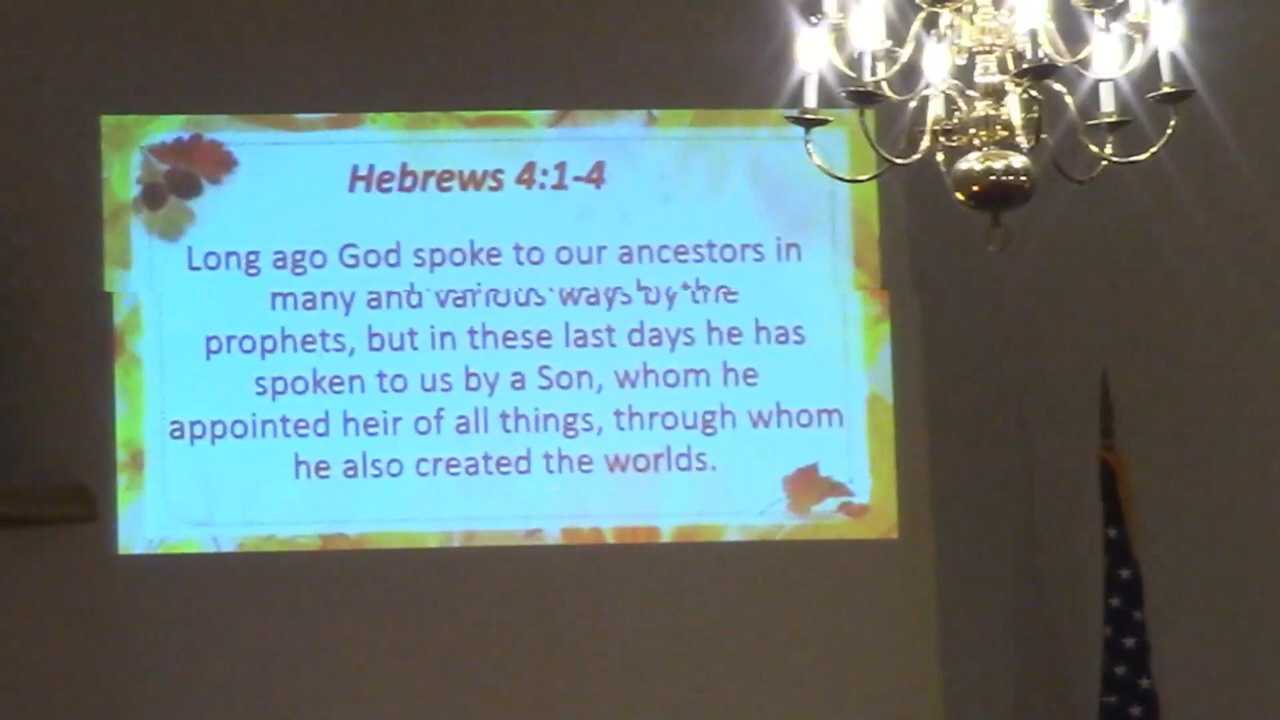 Hebrews 4:1-4
Long ago God spoke to our ancestors in
many and various ways by the
prophets, but in these last days he has
spoken to us by a Son, whom he
appointed heir of all things, through whom
he also created the worlds.